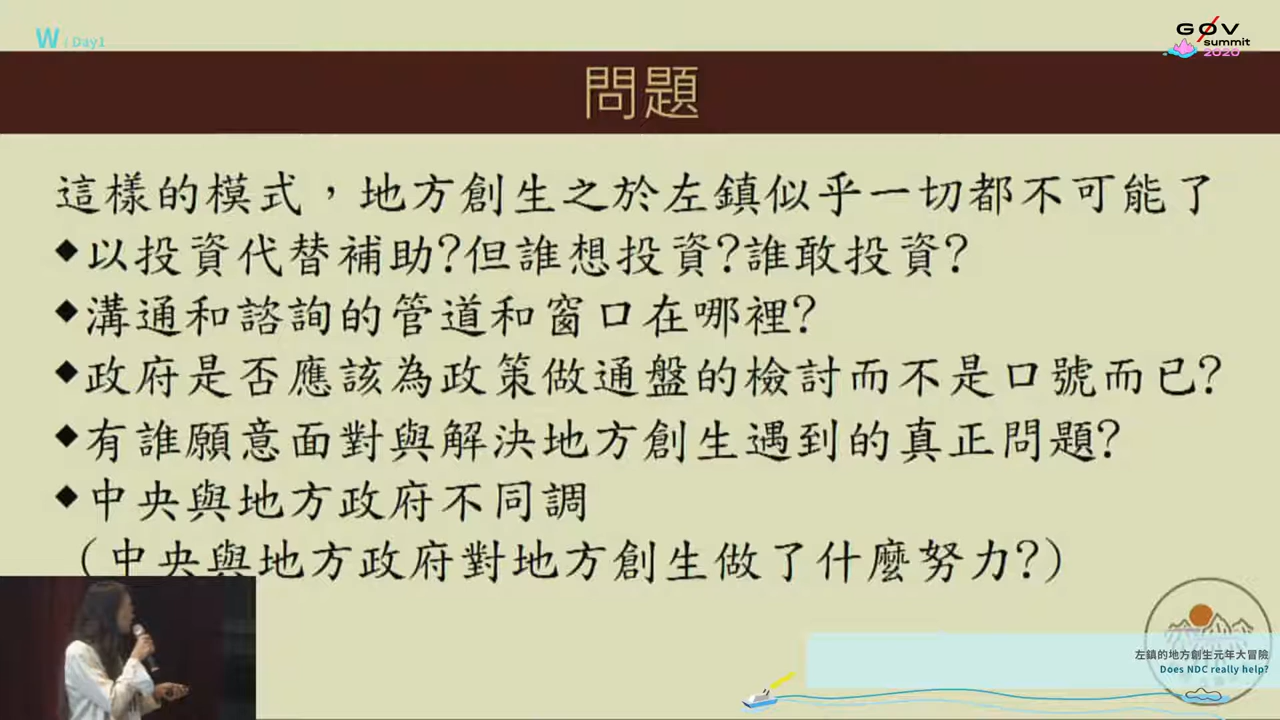 W | Day1
GØV
summit
2020
問題
這樣的模式，地方創生之於左鎮似乎一切都不可能了
◆以投資代替補助?但誰想投資?誰敢投資?
◆溝通和諮詢的管道和窗口在哪裡?
◆政府是否應該為政策做通盤的檢討而不是口號而已?
◆有誰願意面對與解決地方創生遇到的真正問題?
◆中央與地方政府不同調
(中央與地方政府對地方創生做了什麼努力?)
左鎮的地方創生元年大冒險
Does NDC really help?